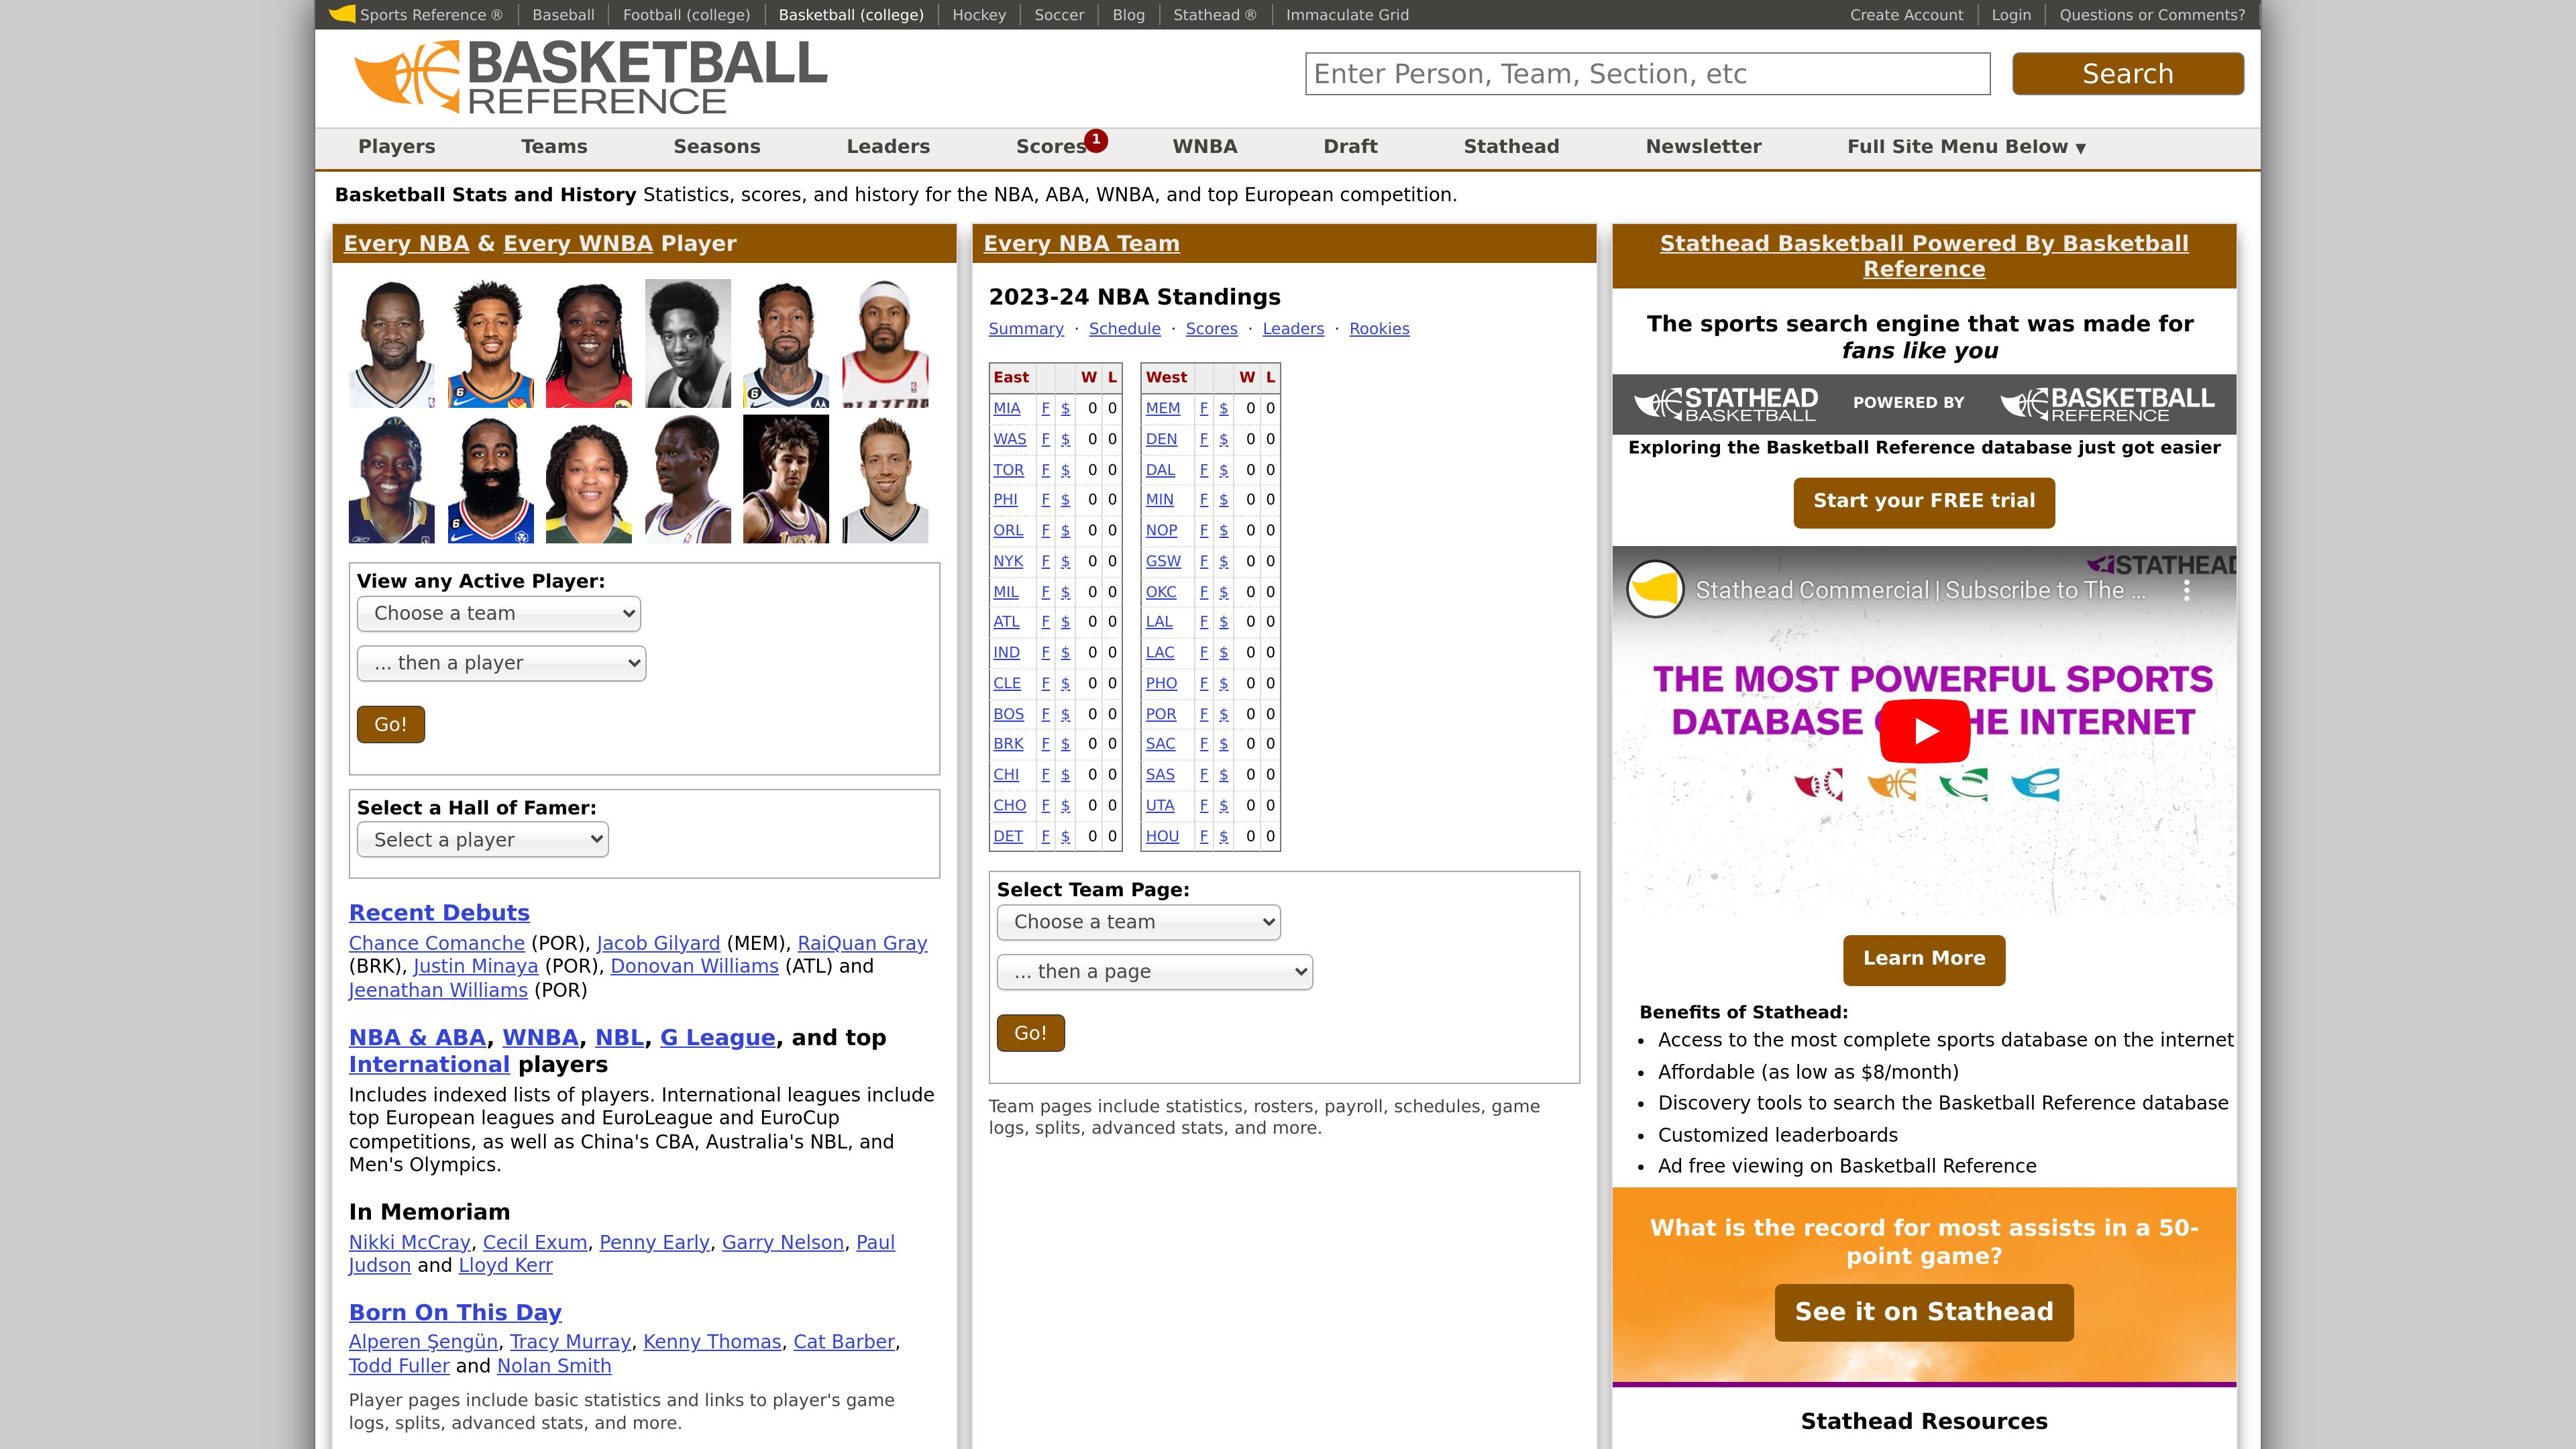 Sports Reference ® Baseball Football (college) Basketball (college) Hockey Soccer Blog Stathead ® Immaculate Grid Create Account Login Questions or Comments?
BASKETBALL
REFERENCE
Enter Person, Team, Section, etc Search
Players Teams Seasons Leaders Scores 1 WNBA Draft Stathead Newsletter Full Site Menu Below ▼
Basketball Stats and History Statistics, scores, and history for the NBA, ABA, WNBA, and top European competition.
Every NBA & Every WNBA Player
View any Active Player:
Choose a team
... then a player
Go!
Select a Hall of Famer:
Select a player
Recent Debuts
Chance Comanche (POR), Jacob Gilyard (MEM), RaiQuan Gray
(BRK), Justin Minaya (POR), Donovan Williams (ATL) and
Jeenathan Williams (POR)
NBA & ABA, WNBA, NBL, G League, and top
International players
Includes indexed lists of players. International leagues include
top European leagues and EuroLeague and EuroCup
competitions, as well as China's CBA, Australia's NBL, and
Men's Olympics.
In Memoriam
Nikki McCray, Cecil Exum, Penny Early, Garry Nelson, Paul
Judson and Lloyd Kerr
Born On This Day
Alperen Şengün, Tracy Murray, Kenny Thomas, Cat Barber,
Todd Fuller and Nolan Smith
Player pages include basic statistics and links to player's game
logs, splits, advanced stats, and more.
Every NBA Team
2023-24 NBA Standings
Summary · Schedule · Scores · Leaders · Rookies
East W L West W L
MIA F $ 0 0 MEM F $ 0 0
WAS F $ 0 0 DEN F $ 0 0
TOR F $ 0 0 DAL F $ 0 0
PHI F $ 0 0 MIN F $ 0 0
ORL F $ 0 0 NOP F $ 0 0
NYK F $ 0 0 GSW F $ 0 0
MIL F $ 0 0 OKC F $ 0 0
ATL F $ 0 0 LAL F $ 0 0
IND F $ 0 0 LAC F $ 0 0
CLE F $ 0 0 PHO F $ 0 0
BOS F $ 0 0 POR F $ 0 0
BRK F $ 0 0 SAC F $ 0 0
CHI F $ 0 0 SAS F $ 0 0
CHO F $ 0 0 UTA F $ 0 0
DET F $ 0 0 HOU F $ 0 0
Select Team Page:
Choose a team
... then a page
Go!
Team pages include statistics, rosters, payroll, schedules, game
logs, splits, advanced stats, and more.
Stathead Basketball Powered By Basketball
Reference
The sports search engine that was made for
fans like you
STATHEAD BASKETBALL POWERED BY BASKETBALL REFERENCE
Exploring the Basketball Reference database just got easier
Start your FREE trial
STATHEAD
Stathead Commercial | Subscribe to The ...
THE MOST POWERFUL SPORTS
DATABASE HE INTERNET
Learn More
Benefits of Stathead:
• Access to the most complete sports database on the internet
• Affordable (as low as $8/month)
• Discovery tools to search the Basketball Reference database
• Customized leaderboards
• Ad free viewing on Basketball Reference
What is the record for most assists in a 50-
point game?
See it on Stathead
Stathead Resources